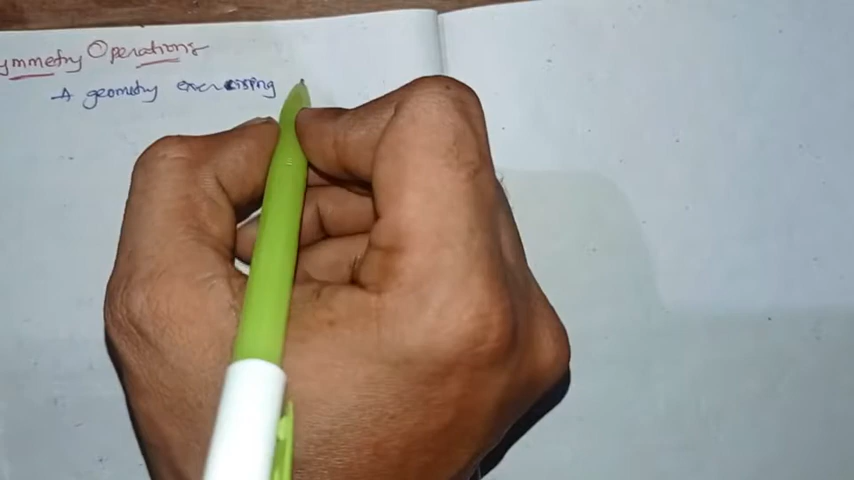 ymmetry Operations
→ geometry exercising